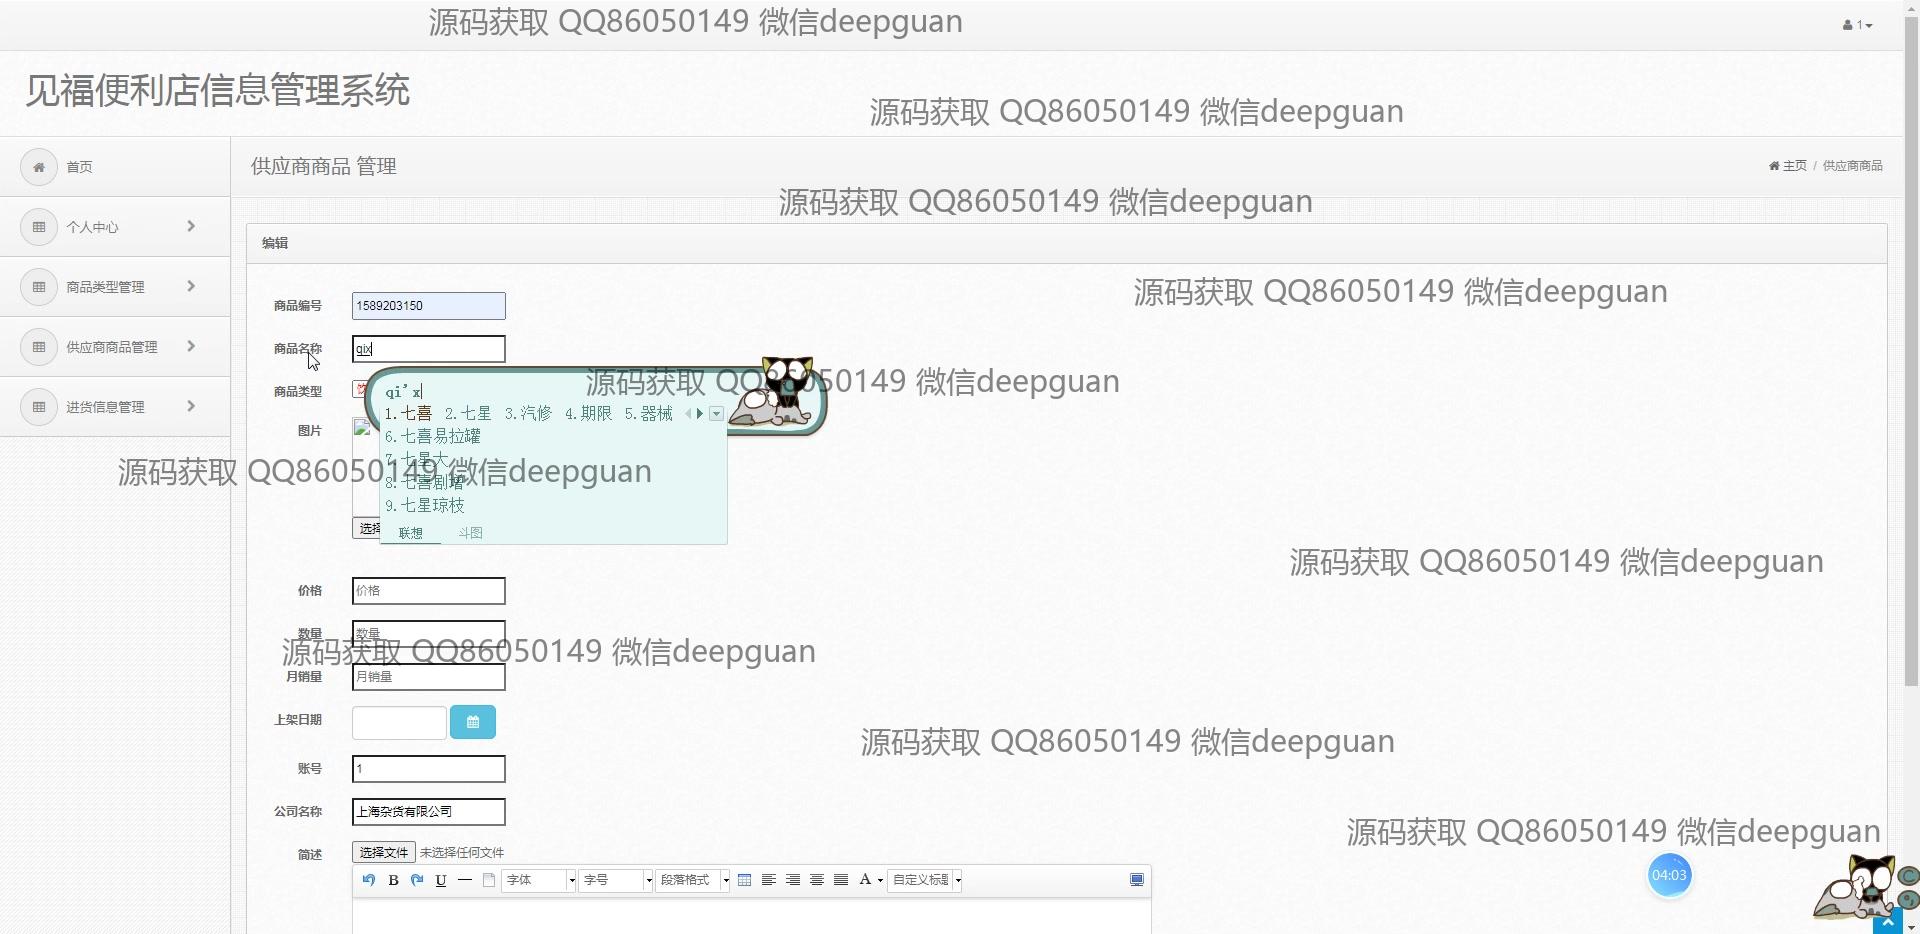 源码获取 QQ86050149 微信deepguan
1
见福便利店信息管理系统
源码获取 QQ86050149 微信deepguan
首页
供应商商品 管理
主页 / 供应商商品
源码获取 QQ86050149 微信deepguan
个人中心
编辑
商品类型管理
源码获取 QQ86050149 微信deepguan
商品编号 1589203150
供应商商品管理
商品名称 qix
源码获取 QQ86050149 微信deepguan
商品类型
qi'x
进货信息管理
1.七喜 2.七星 3.汽修 4.期限 5.器械
图片
6.七喜易拉罐
7.七星大
源码获取 QQ86050149 微信deepguan
8.七喜剧增
9.七星琼枝
选择
联想 斗图
源码获取 QQ86050149 微信deepguan
价格 价格
数量 数量
源码获取 QQ86050149 微信deepguan
月销量 月销量
上架日期
源码获取 QQ86050149 微信deepguan
账号 1
公司名称 上海杂货有限公司
源码获取 QQ86050149 微信deepguan
简述 选择文件 未选择任何文件
04:03
B U 字体 字号 段落格式 A 自定义标题